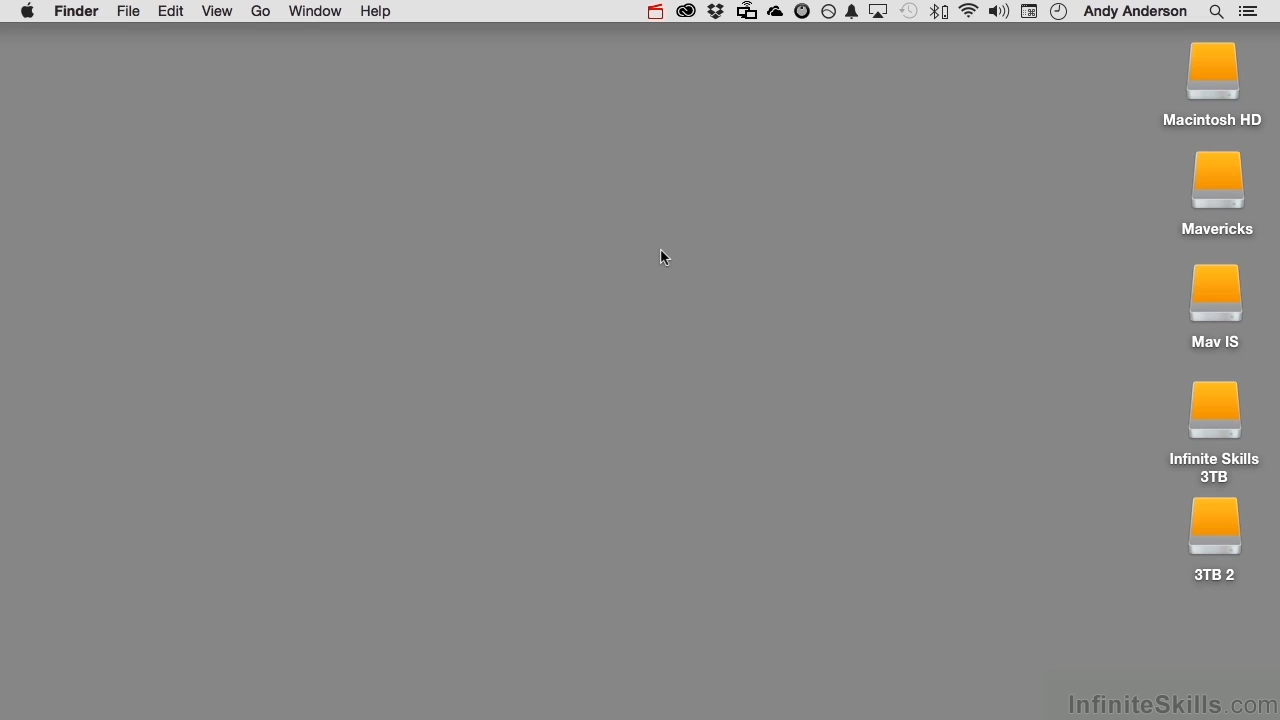 Finder File Edit View Go Window Help Andy Anderson
Macintosh HD
Mavericks
Mav IS
Infinite Skills
3TB
3TB 2
InfiniteSkills.com